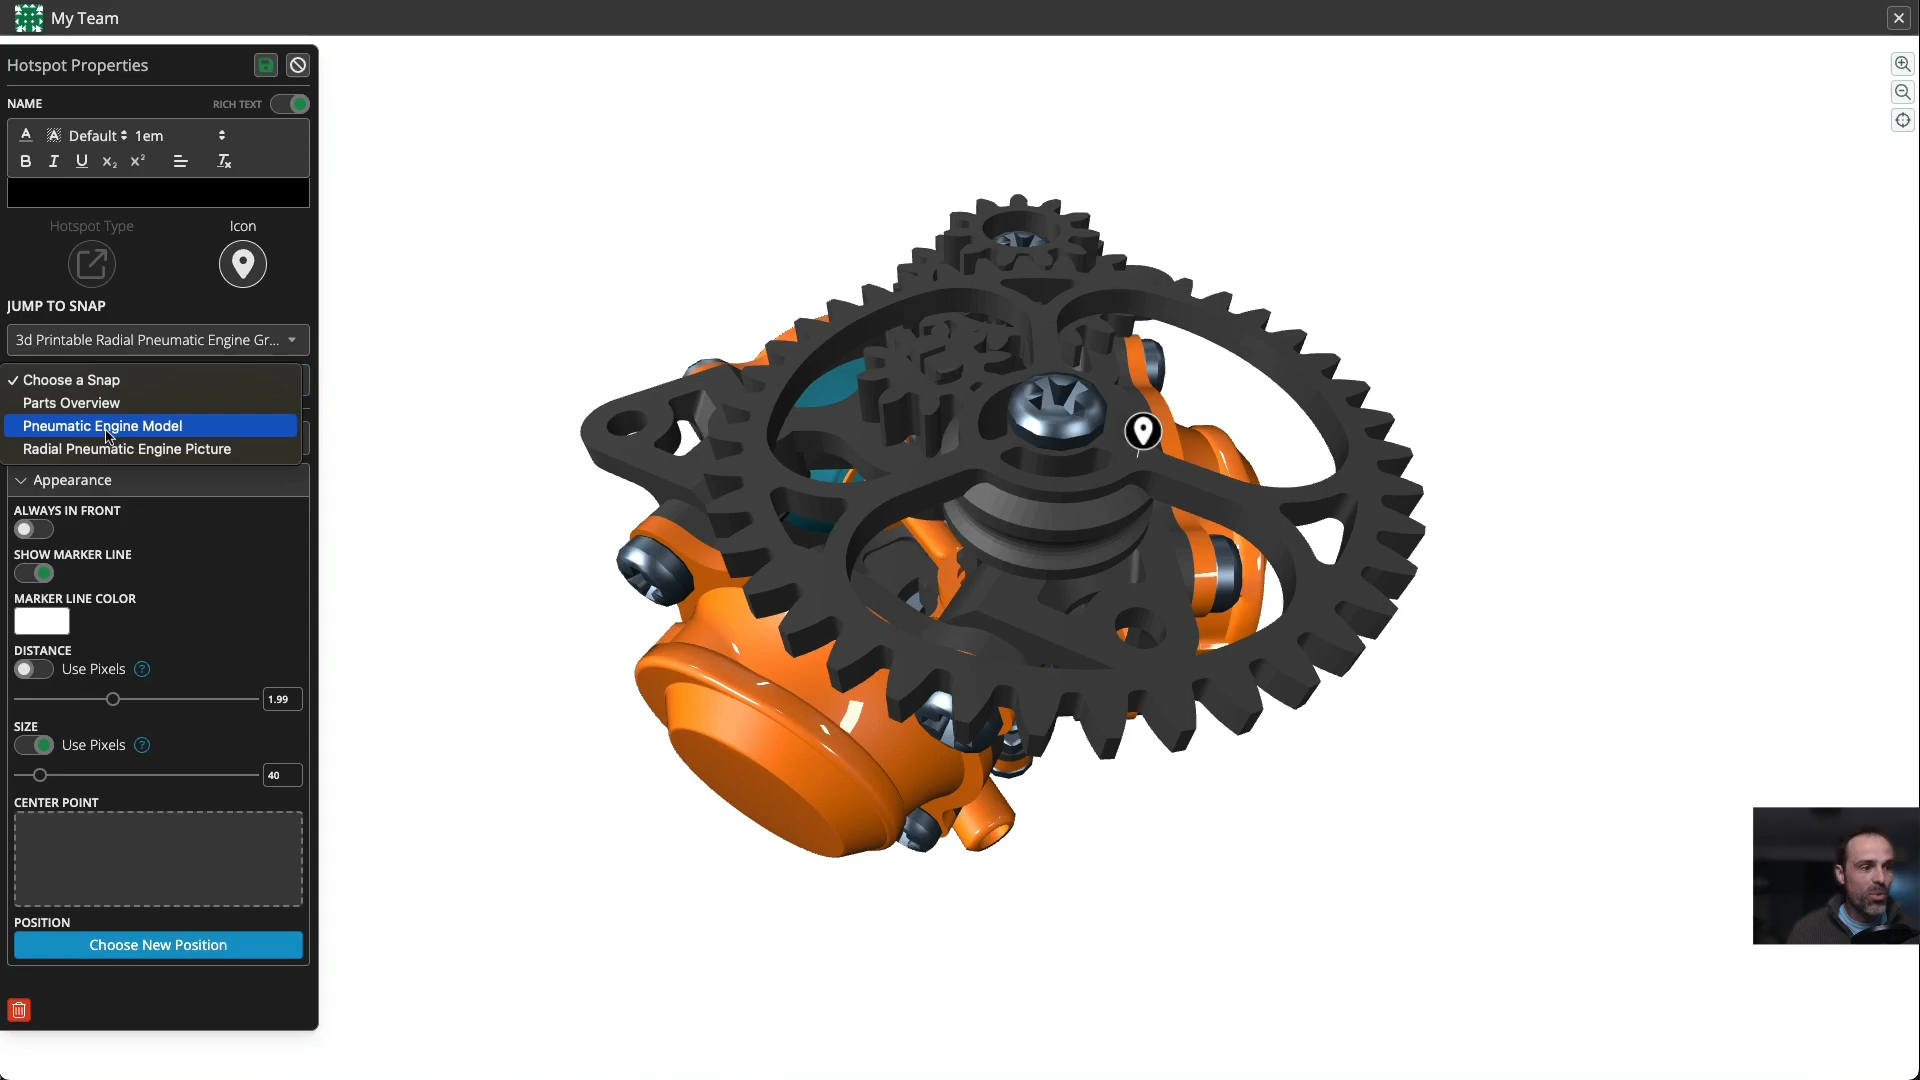 My Team
Hotspot Properties
NAME
RICH TEXT
Default 1em
B I U X₂ X²
Hotspot Type
Icon
JUMP TO SNAP
3d Printable Radial Pneumatic Engine Gr...
✓ Choose a Snap
Parts Overview
Pneumatic Engine Model
Radial Pneumatic Engine Picture
Appearance
ALWAYS IN FRONT
SHOW MARKER LINE
MARKER LINE COLOR
DISTANCE
Use Pixels ?
1.99
SIZE
Use Pixels ?
40
CENTER POINT
POSITION
Choose New Position